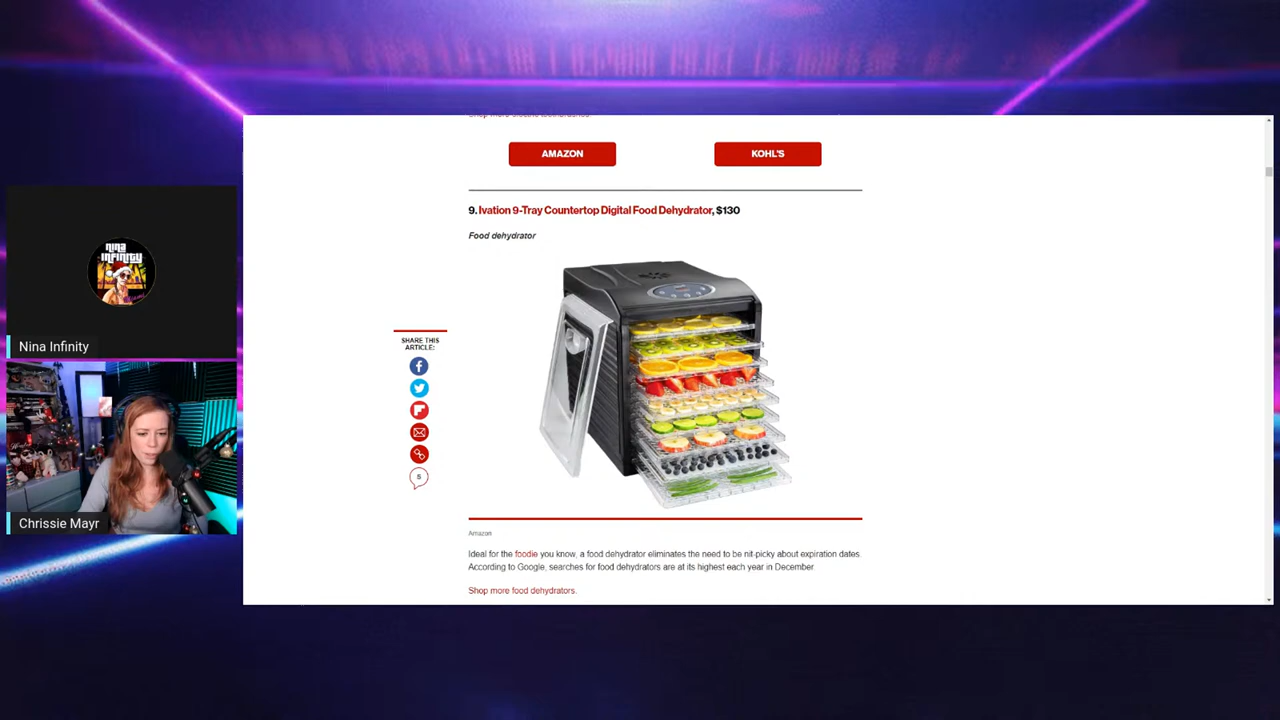 AMAZON
KOHL'S
9. Ivation 9-Tray Countertop Digital Food Dehydrator, $130
Food dehydrator
SHARE THIS
ARTICLE:
5
Amazon
Ideal for the foodie you know, a food dehydrator eliminates the need to be nit-picky about expiration dates.
According to Google, searches for food dehydrators are at its highest each year in December.
Shop more food dehydrators.
nina
INFINITY
Nina Infinity
Chrissie Mayr